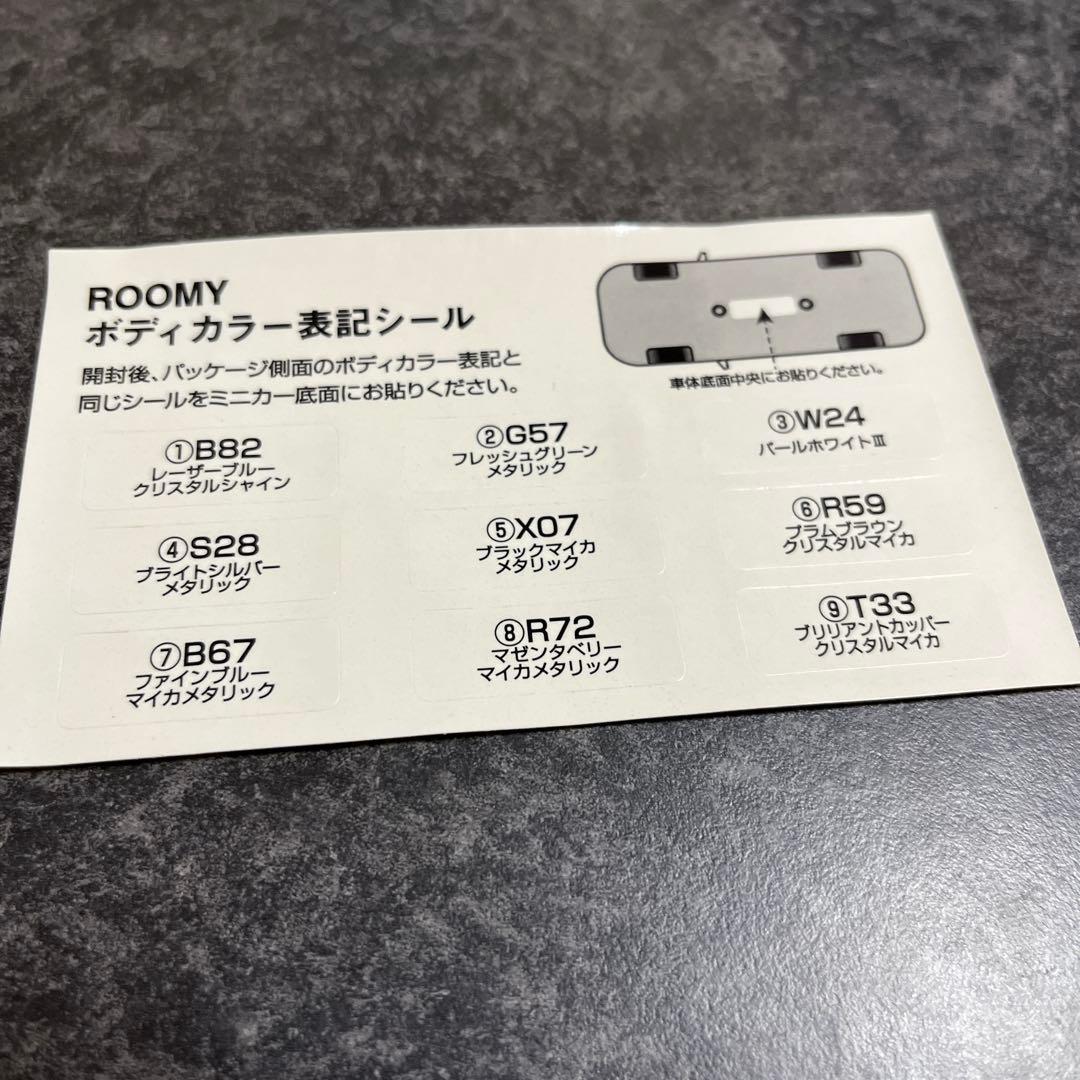 ROOMY
ボディカラー表記シール
開封後、パッケージ側面のボディカラー表記と
同じシールをミニカー底面にお貼りください。
車体底面中央にお貼りください。
①B82
レーザーブルー
クリスタルシャイン
②G57
フレッシュグリーン
メタリック
③W24
パールホワイトⅢ
④S28
ブライトシルバー
メタリック
⑤X07
ブラックマイカ
メタリック
⑥R59
プラムブラウン
クリスタルマイカ
⑦B67
ファインブルー
マイカメタリック
⑧R72
マゼンタベリー
マイカメタリック
⑨T33
ブリリアントカッパー
クリスタルマイカ